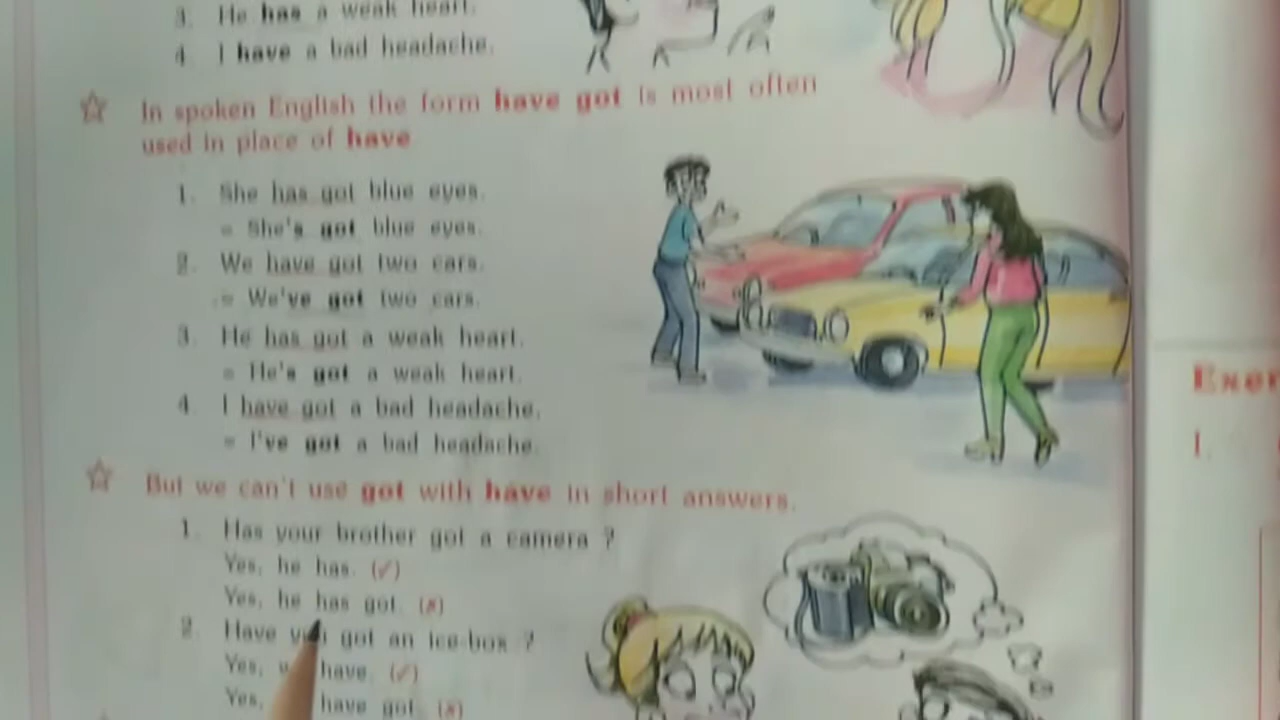 3. He has a weak heart.
4. I have a bad headache.
☆ In spoken English the form have got is most often
used in place of have
1. She has got blue eyes.
= She's got blue eyes.
2. We have got two cars.
= We've got two cars.
3. He has got a weak heart.
= He's got a weak heart.
4. I have got a bad headache.
= I've got a bad headache.
☆ But we can't use got with have in short answers.
1. Has your brother got a camera ?
Yes, he has. (✓)
Yes, he has got. (×)
2. Have you got an ice-box ?
Yes, have. (✓)
Yes, have got. (×)
1.